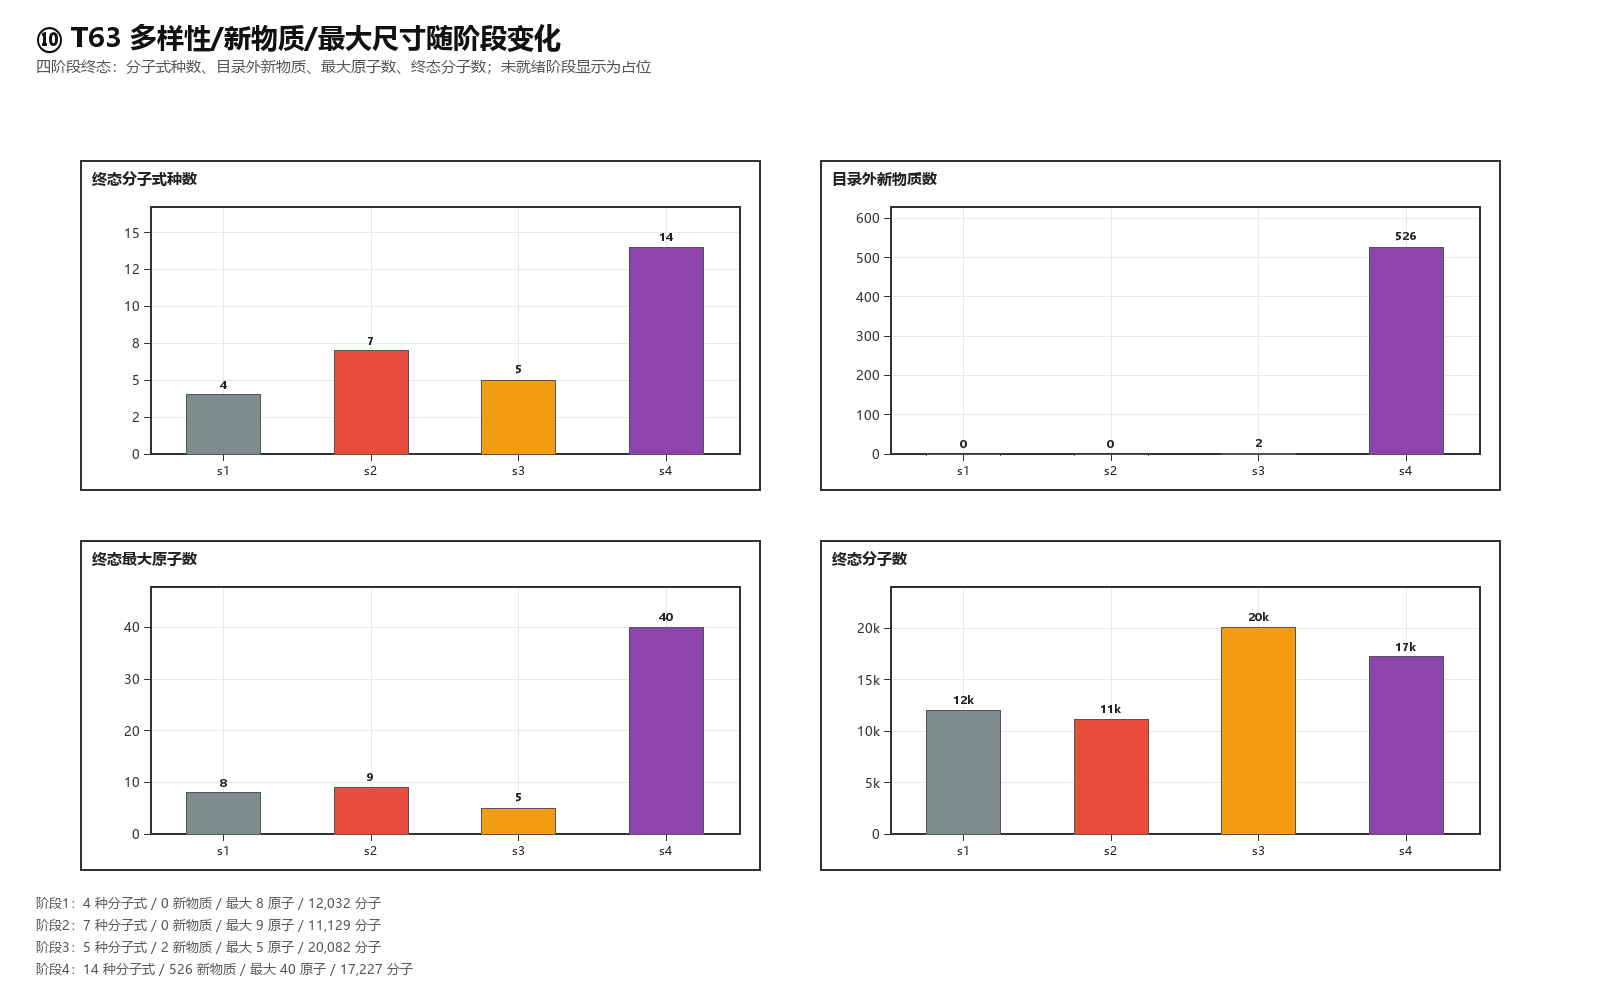 ⑩ T63 多样性/新物质/最大尺寸随阶段变化
四阶段终态：分子式种数、目录外新物质、最大原子数、终态分子数；未就绪阶段显示为占位
终态分子式种数
15
12
10
8
5
2
0
4
7
5
14
s1
s2
s3
s4
目录外新物质数
600
500
400
300
200
100
0
0
0
2
526
s1
s2
s3
s4
终态最大原子数
40
30
20
10
0
8
9
5
40
s1
s2
s3
s4
终态分子数
20k
15k
10k
5k
0
12k
11k
20k
17k
s1
s2
s3
s4
阶段1：4 种分子式 / 0 新物质 / 最大 8 原子 / 12,032 分子
阶段2：7 种分子式 / 0 新物质 / 最大 9 原子 / 11,129 分子
阶段3：5 种分子式 / 2 新物质 / 最大 5 原子 / 20,082 分子
阶段4：14 种分子式 / 526 新物质 / 最大 40 原子 / 17,227 分子